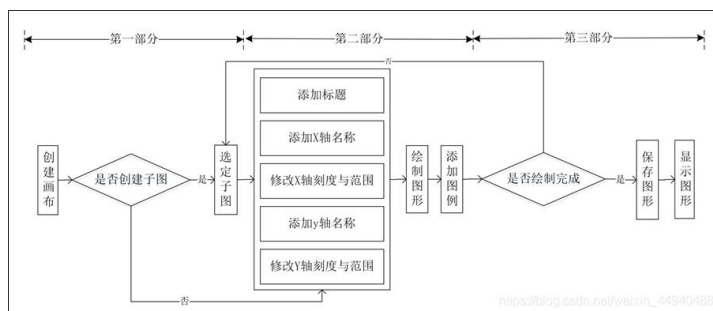 第一部分
第二部分
第三部分
否
创建画布
是否创建子图
是
选定子图
添加标题
添加X轴名称
修改X轴刻度与范围
添加y轴名称
修改Y轴刻度与范围
绘制图形
添加图例
是否绘制完成
是
保存图形
显示图形
否
https://blog.csdn.net/weixin_44940488